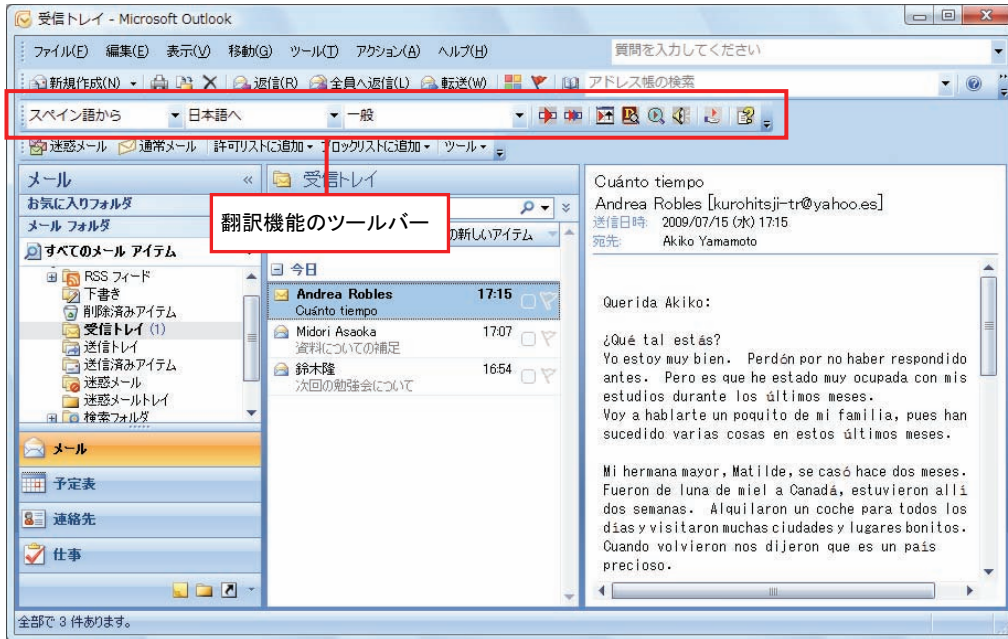 受信トレイ - Microsoft Outlook
ファイル(F) 編集(E) 表示(V) 移動(G) ツール(T) アクション(A) ヘルプ(H) 質問を入力してください
新規作成(N) 返信(R) 全員へ返信(L) 転送(W) アドレス帳の検索
スペイン語から 日本語へ 一般
迷惑メール 通常メール 許可リストに追加 ブロックリストに追加 ツール
メール
お気に入りフォルダ
メール フォルダ
すべてのメール アイテム
RSS フィード
下書き
削除済みアイテム
受信トレイ (1)
送信トレイ
送信済みアイテム
迷惑メール
迷惑メールトレイ
検索フォルダ
メール
予定表
連絡先
仕事
受信トレイ
翻訳機能のツールバー
の新しいアイテム
今日
Andrea Robles 17:15
Cuánto tiempo
Midori Asaoka 17:07
資料についての補足
鈴木隆 16:54
次回の勉強会について
Cuánto tiempo
Andrea Robles [kurohitsji-tr@yahoo.es]
送信日時: 2009/07/15 (水) 17:15
宛先: Akiko Yamamoto
Querida Akiko:
¿Qué tal estás?
Yo estoy muy bien. Perdón por no haber respondido
antes. Pero es que he estado muy ocupada con mis
estudios durante los últimos meses.
Voy a hablarte un poquito de mi familia, pues han
sucedido varias cosas en estos últimos meses.
Mi hermana mayor, Matilde, se casó hace dos meses.
Fueron de luna de miel a Canadá, estuvieron allí
dos semanas. Alquilaron un coche para todos los
días y visitaron muchas ciudades y lugares bonitos.
Cuando volvieron nos dijeron que es un país
precioso.
全部で 3 件あります。